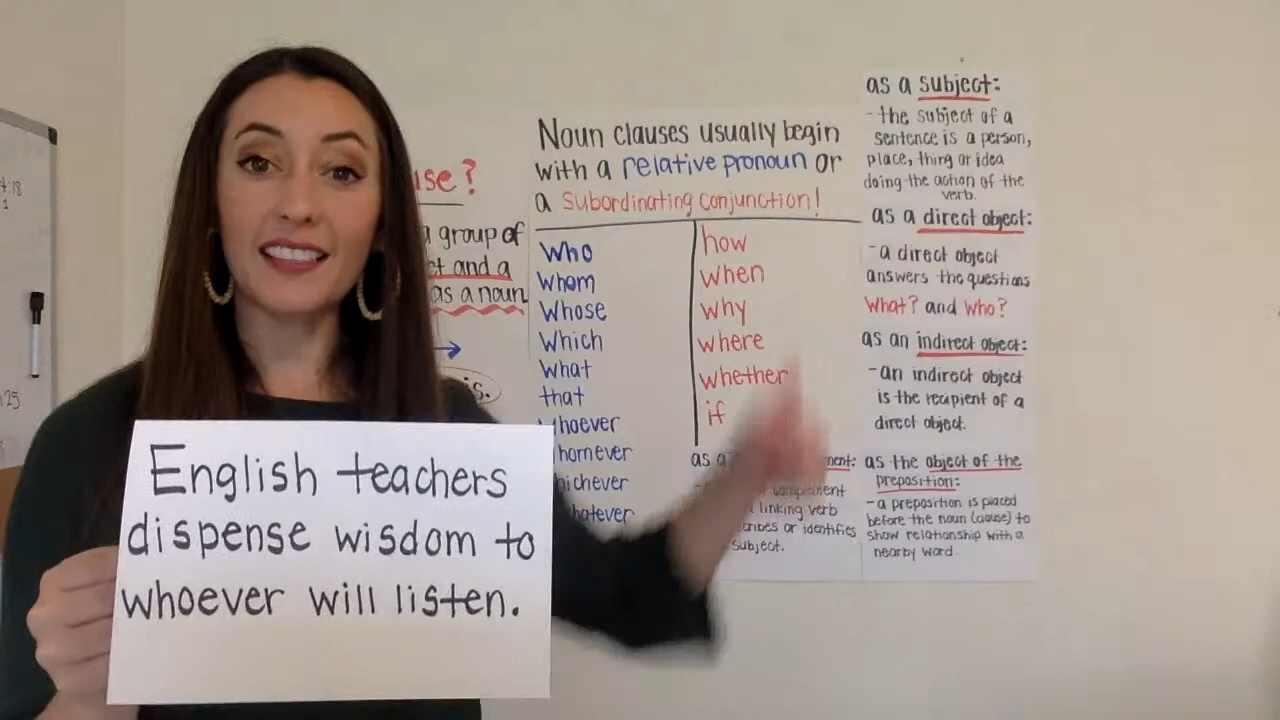 English teachers
dispense wisdom to
whoever will listen.
?
a group of
and a
as a noun
is.
Noun clauses usually begin
with a relative pronoun or
a subordinating conjunction!
who
whom
whose
which
what
that
how
when
why
where
whether
if
as a
linking verb
or identifies
subject.
as a subject:
- the subject of a
sentence is a person,
place, thing or idea
doing the action of the
verb.
as a direct object:
- a direct object
answers the questions
What? and Who?
as an indirect object:
- an indirect object
is the recipient of a
direct object.
as the object of the
preposition:
- a preposition is placed
before the noun (clause) to
show relationship with a
nearby word